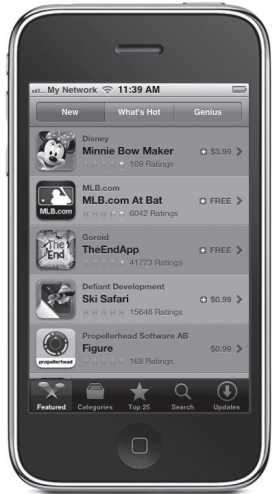 My Network 11:39 AM
New What's Hot Genius
Disney
Minnie Bow Maker + $3.99
169 Ratings
MLB.com
MLB.com At Bat + FREE
MLB.com
6042 Ratings
Goroid
The End
TheEndApp + FREE
41773 Ratings
Defiant Development
Ski Safari + $0.99
15648 Ratings
Propellerhead Software AB
Figure $0.99
propellerhead
168 Ratings
Featured Categories Top 25 Search Updates